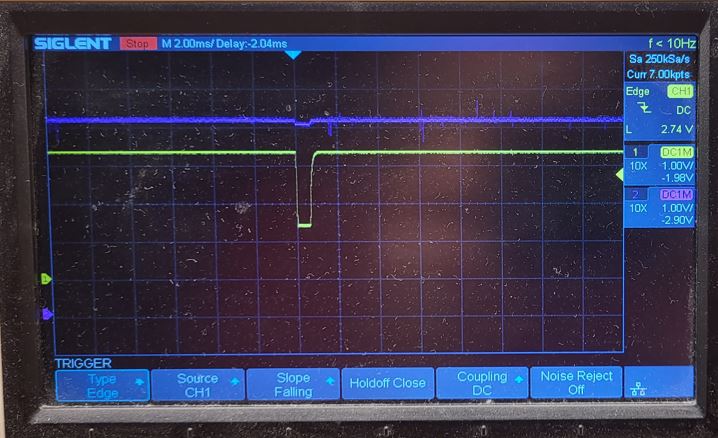 SIGLENT Stop M 2.00ms/ Delay:-2.04ms f < 10Hz
Sa 250kSa/s
Curr 7.00kpts
Edge CH1
DC
L 2.74 V
1 DC1M
10X 1.00V/
-1.98V
2 DC1M
10X 1.00V/
-2.90V
1
2
TRIGGER
Type Edge
Source CH1
Slope Falling
Holdoff Close
Coupling DC
Noise Reject Off